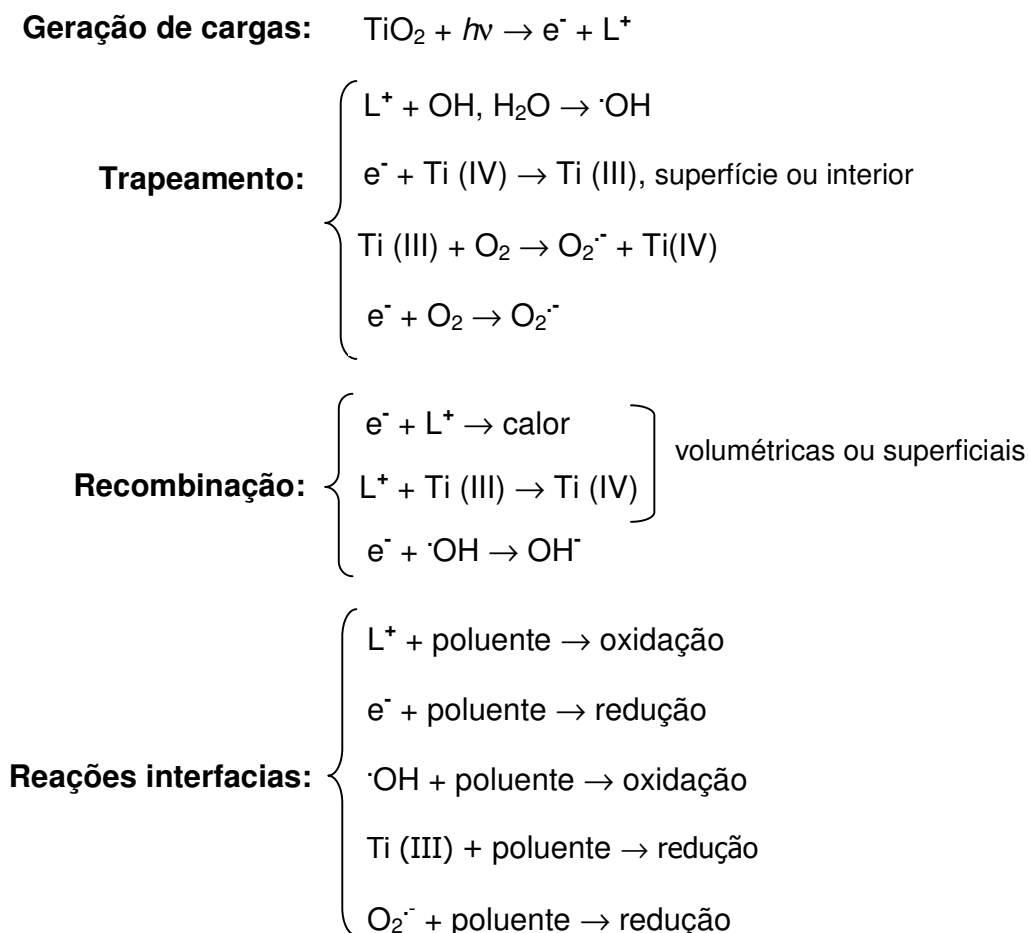 Geração de cargas: TiO₂ + hν → e⁻ + L⁺
L⁺ + OH, H₂O → ·OH
Trapeamento: e⁻ + Ti (IV) → Ti (III), superfície ou interior
Ti (III) + O₂ → O₂·⁻ + Ti(IV)
e⁻ + O₂ → O₂·⁻
e⁻ + L⁺ → calor
volumétricas ou superficiais
Recombinação: L⁺ + Ti (III) → Ti (IV)
e⁻ + ·OH → OH⁻
L⁺ + poluente → oxidação
e⁻ + poluente → redução
Reações interfacias: ·OH + poluente → oxidação
Ti (III) + poluente → redução
O₂·⁻ + poluente → redução